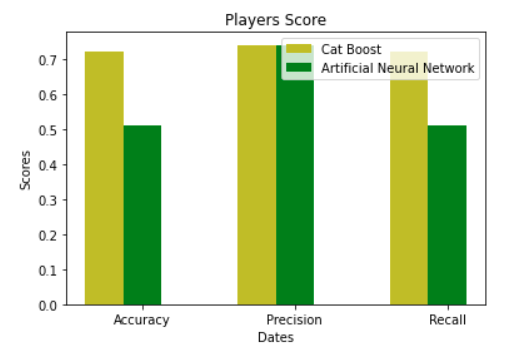 Players Score
Cat Boost
Artificial Neural Network
Scores
0.7
0.6
0.5
0.4
0.3
0.2
0.1
0.0
Accuracy Precision Recall
Dates